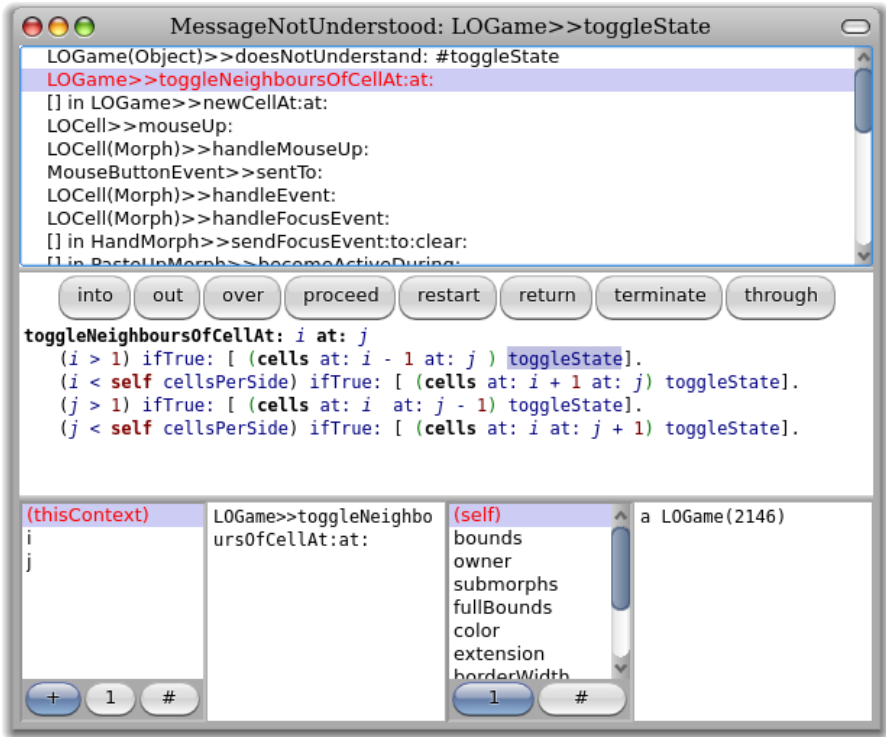 MessageNotUnderstood: LOGame>>toggleState
LOGame(Object)>>doesNotUnderstand: #toggleState
LOGame>>toggleNeighboursOfCellAt:at:
[] in LOGame>>newCellAt:at:
LOCell>>mouseUp:
LOCell(Morph)>>handleMouseUp:
MouseButtonEvent>>sentTo:
LOCell(Morph)>>handleEvent:
LOCell(Morph)>>handleFocusEvent:
[] in HandMorph>>sendFocusEvent:to:clear:
[] in PasteUpMorph>>becomeActiveDuring:
into out over proceed restart return terminate through
toggleNeighboursOfCellAt: i at: j
(i > 1) ifTrue: [ (cells at: i - 1 at: j ) toggleState].
(i < self cellsPerSide) ifTrue: [ (cells at: i + 1 at: j) toggleState].
(j > 1) ifTrue: [ (cells at: i  at: j - 1) toggleState].
(j < self cellsPerSide) ifTrue: [ (cells at: i at: j + 1) toggleState].
(thisContext)
i
j
+ 1 #
LOGame>>toggleNeighbo
ursOfCellAt:at:
(self)
bounds
owner
submorphs
fullBounds
color
extension
borderWidth
1 #
a LOGame(2146)